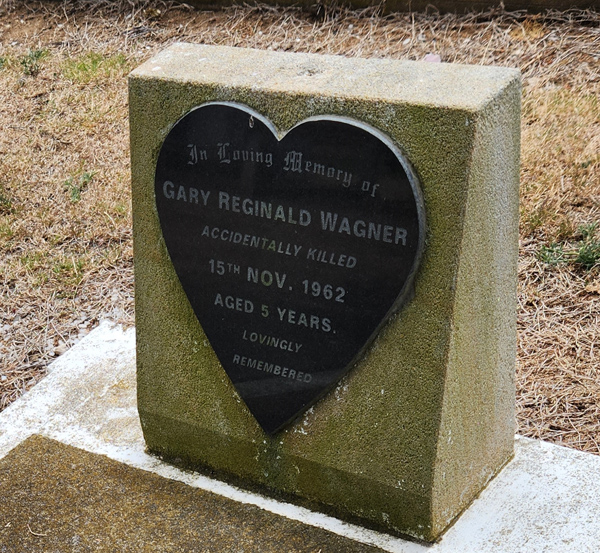 In Loving Memory of
GARY REGINALD WAGNER
ACCIDENTALLY KILLED
15TH NOV. 1962
AGED 5 YEARS.
LOVINGLY
REMEMBERED